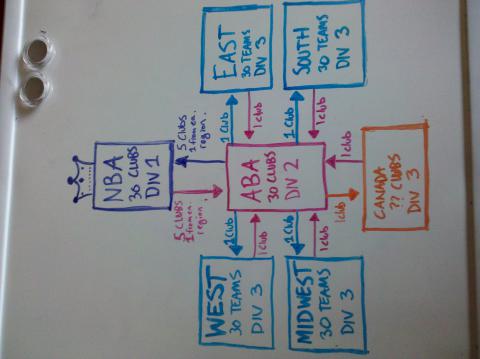 NBA
30 CLUBS
DIV 1
5 CLUBS
1 from ea.
region.
5 CLUBS
1 from ea.
region.
ABA
30 CLUBS
DIV 2
EAST
30 TEAMS
DIV 3
1 Club
1 Club
SOUTH
30 TEAMS
DIV 3
1 Club
1 Club
CANADA
?? CLUBS
DIV 3
1 Club
1 Club
WEST
30 TEAMS
DIV 3
1 Club
1 Club
MIDWEST
30 TEAMS
DIV 3
1 Club
1 Club